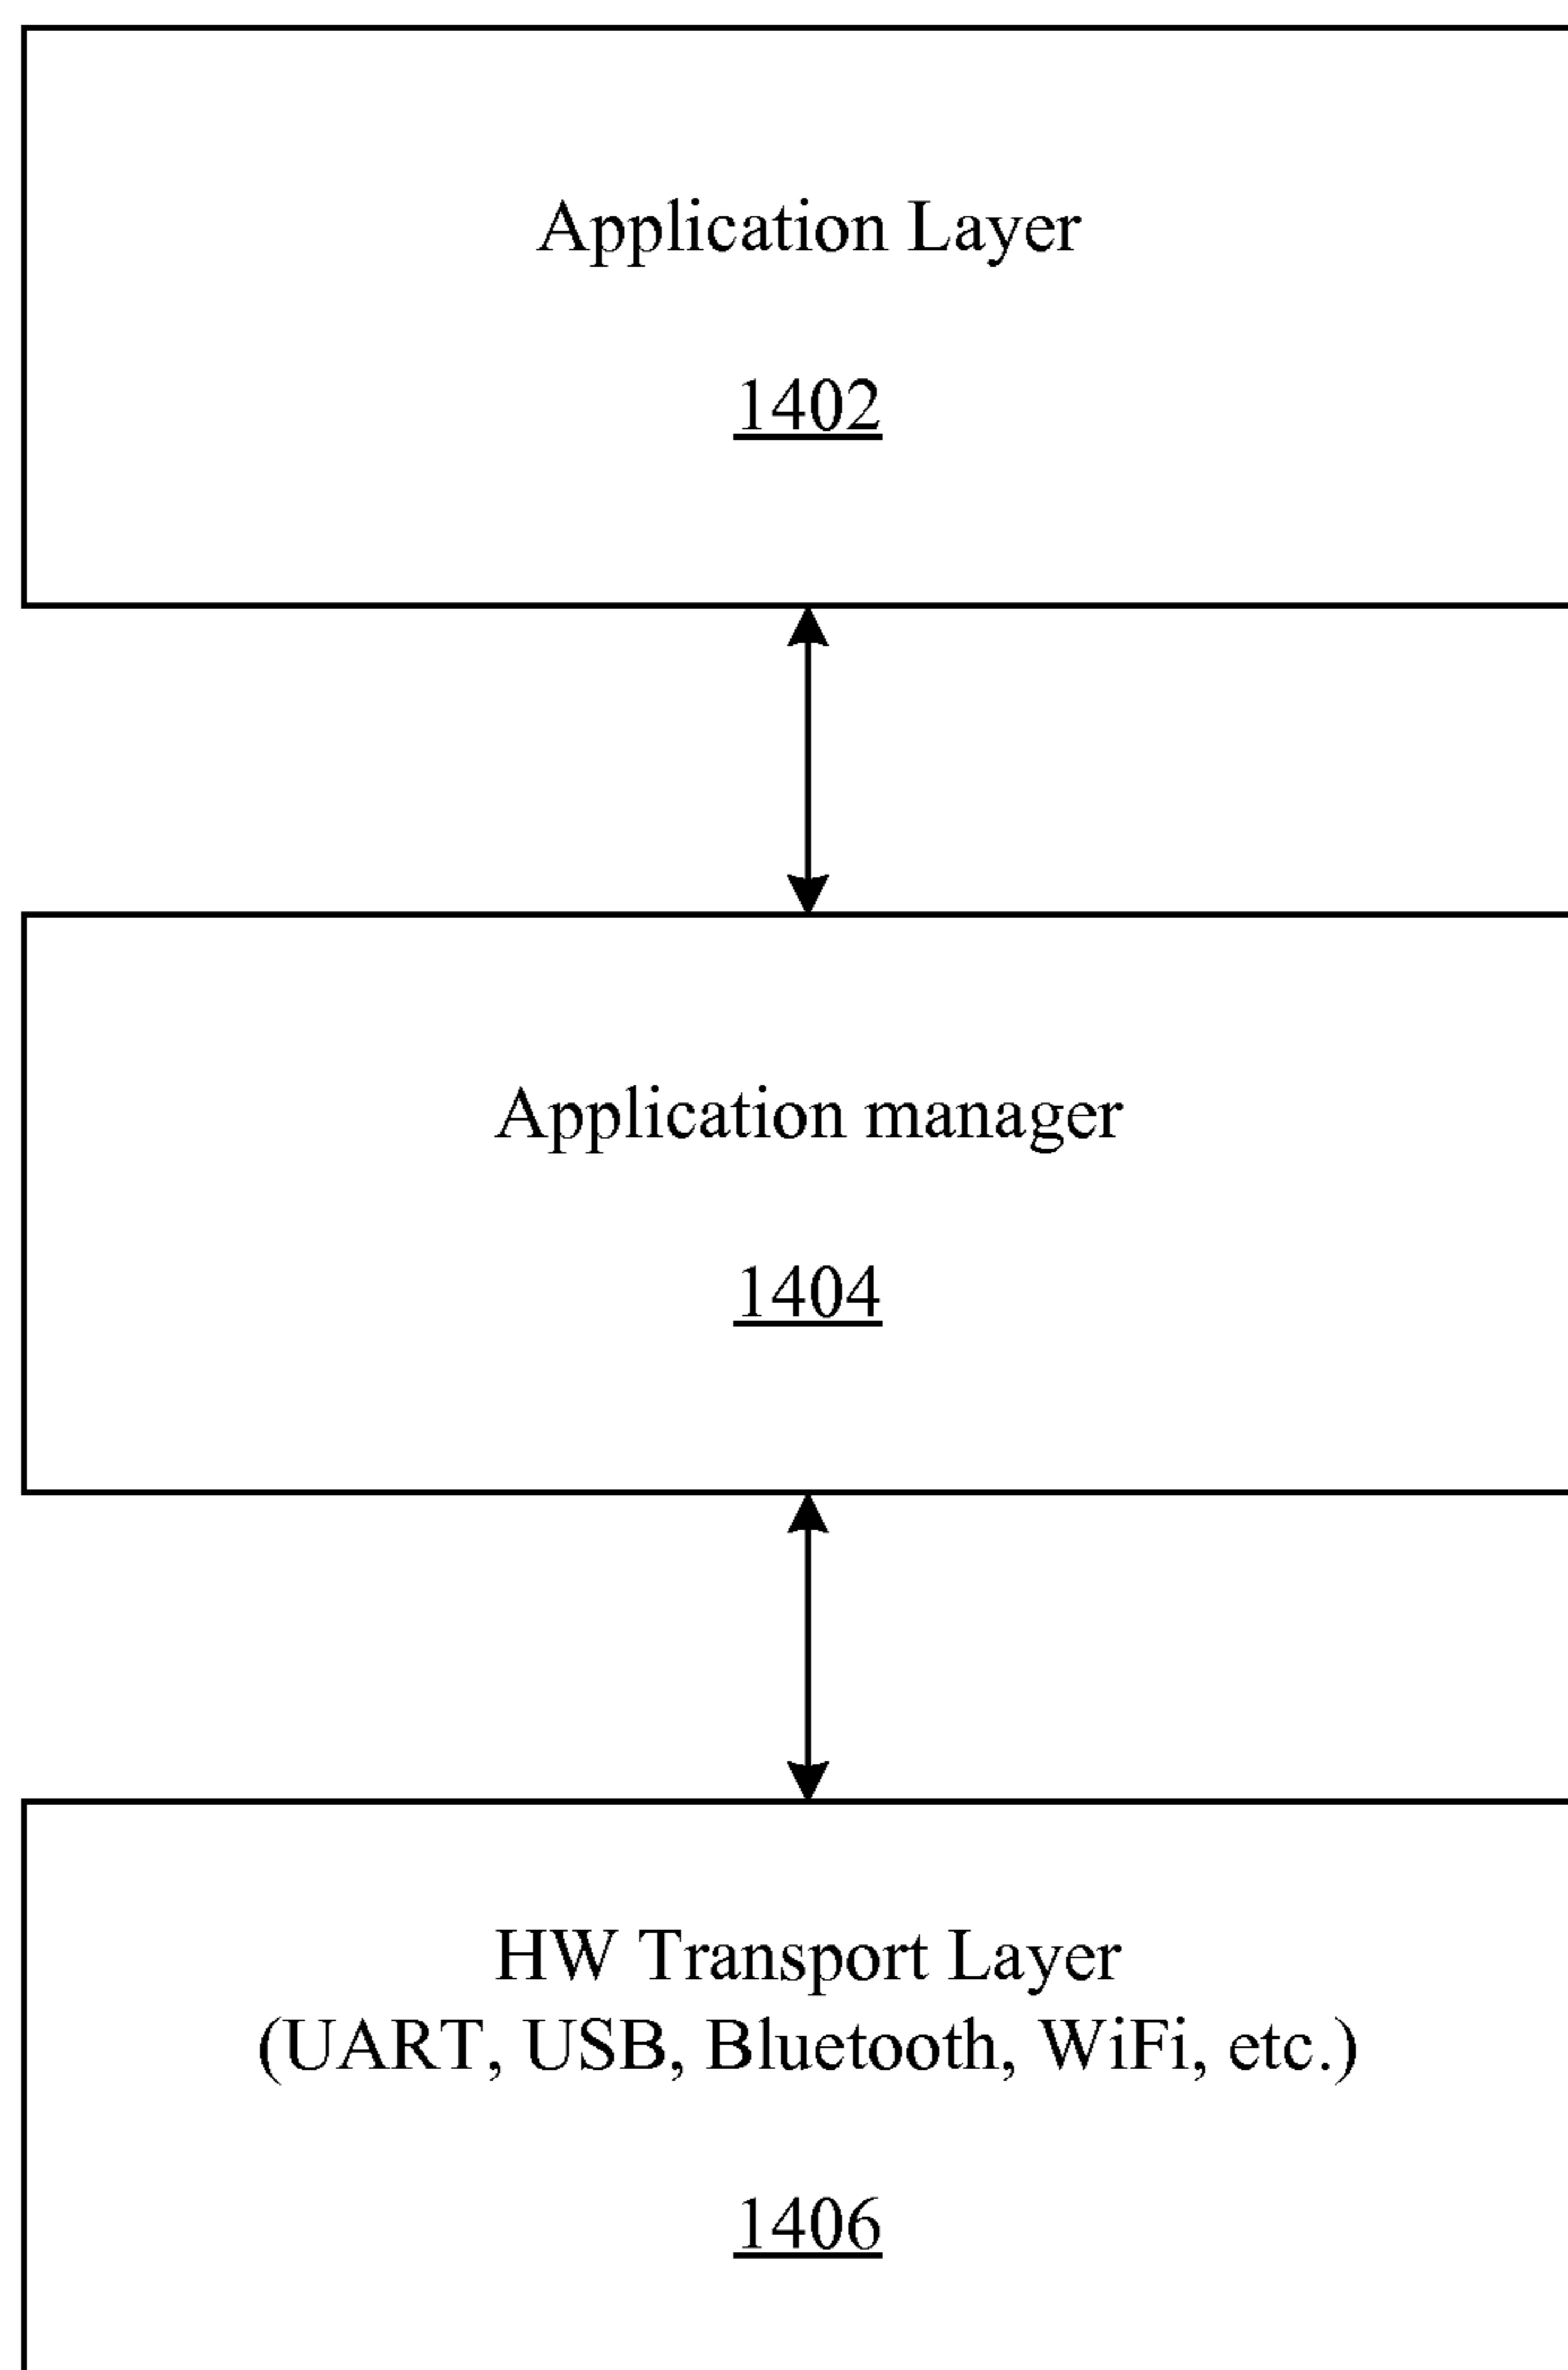 Application Layer
1402
Application manager
1404
HW Transport Layer
(UART, USB, Bluetooth, WiFi, etc.)
1406